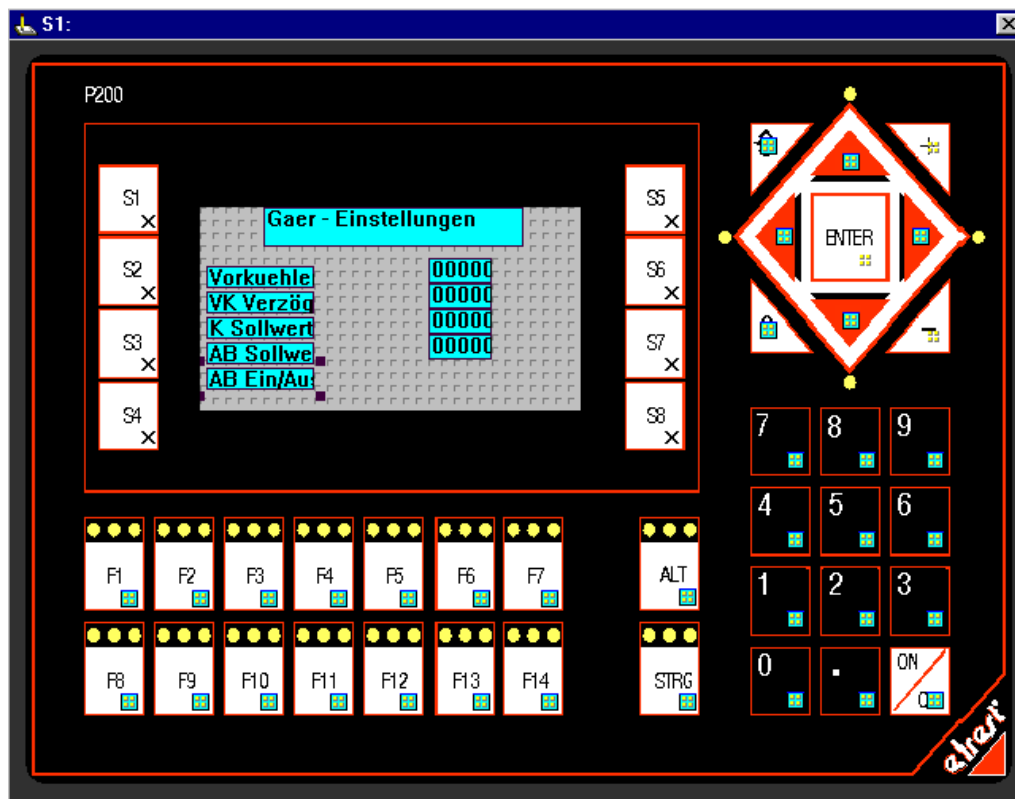 S1:
P200
S1
S2
S3
S4
Gaer - Einstellungen
Vorkuehle
00000
VK Verzög
00000
K Sollwert
00000
AB Sollwe
00000
AB Ein/Aus
S5
S6
S7
S8
ENTER
7 8 9
4 5 6
1 2 3
0 .
ON
F1 F2 F3 F4 F5 F6 F7 ALT
F8 F9 F10 F11 F12 F13 F14 STRG
elrest